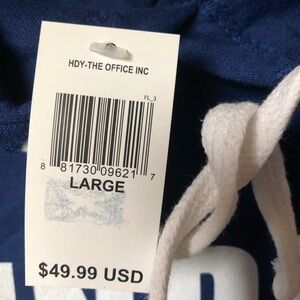 HDY-THE OFFICE INC
FL_3
8 81730 09621 7
LARGE
$49.99 USD